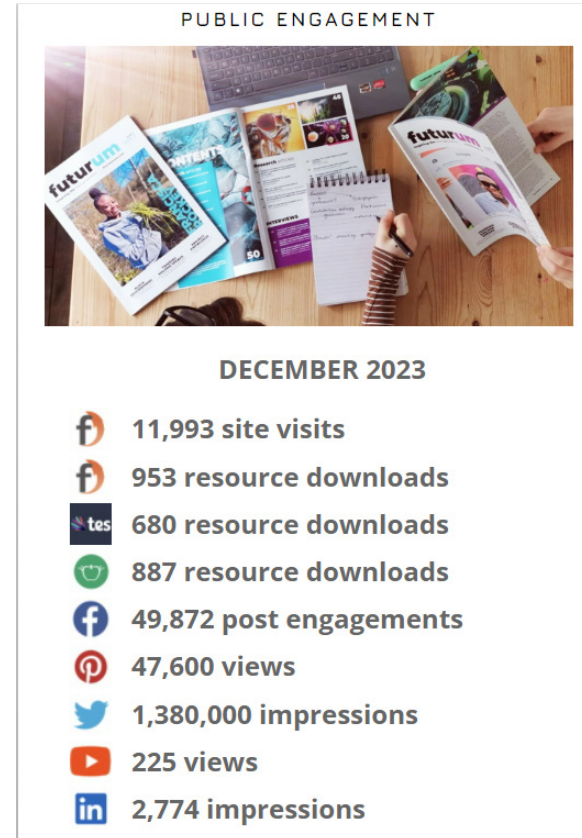 PUBLIC ENGAGEMENT
futurum
CONTENTS
50
INTERVIEWS
futurum
DECEMBER 2023
11,993 site visits
953 resource downloads
tes
680 resource downloads
887 resource downloads
49,872 post engagements
47,600 views
1,380,000 impressions
225 views
in
2,774 impressions